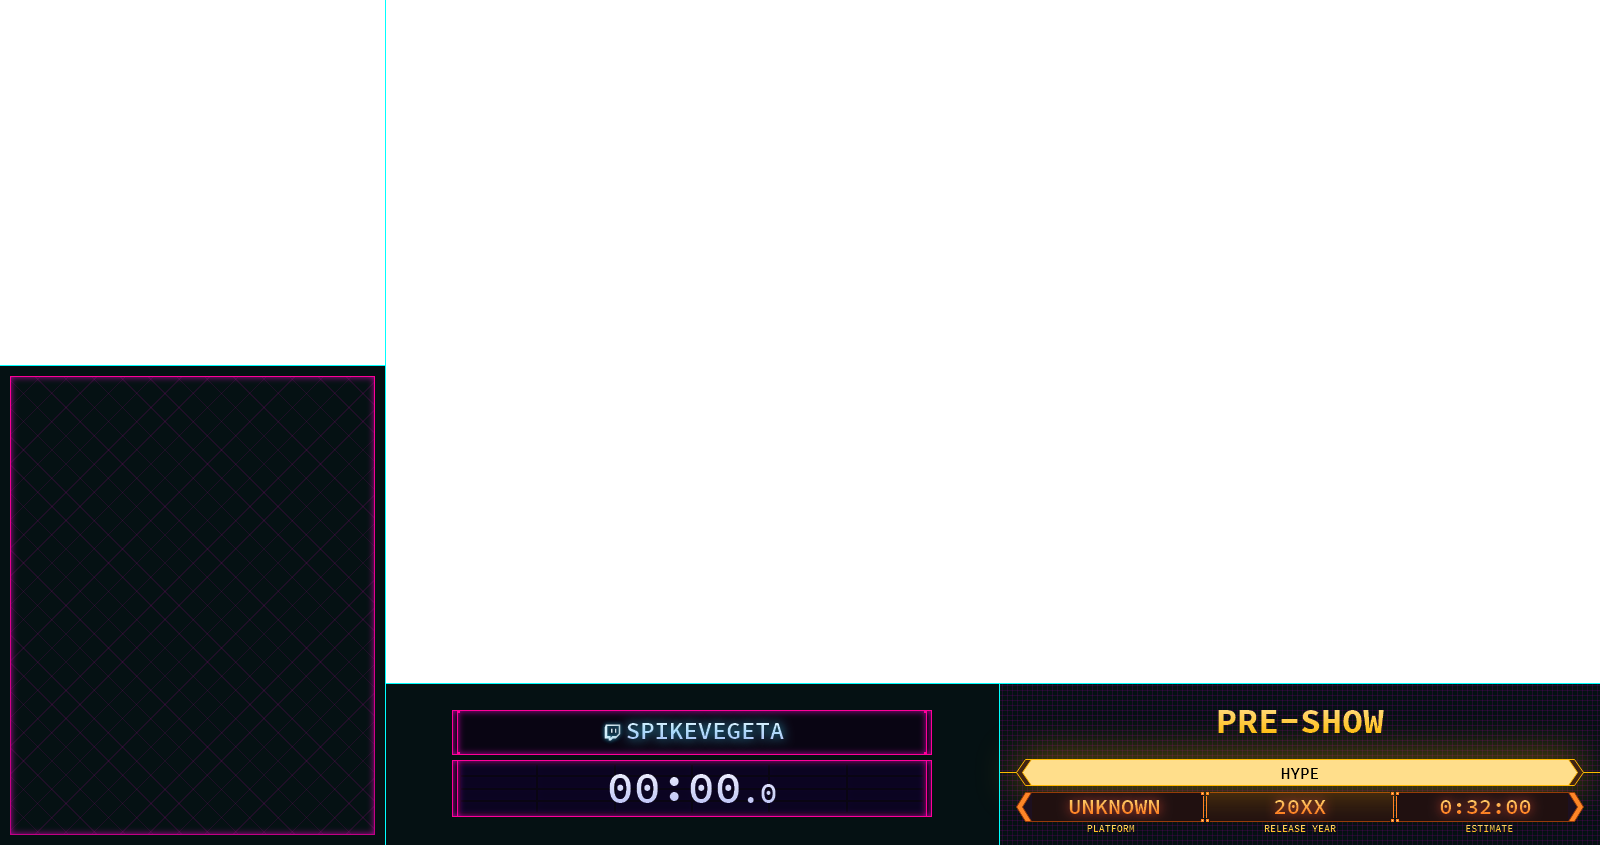 SPIKEVEGETA
00:00.0
PRE-SHOW
HYPE
UNKNOWN 20XX 0:32:00
PLATFORM RELEASE YEAR ESTIMATE